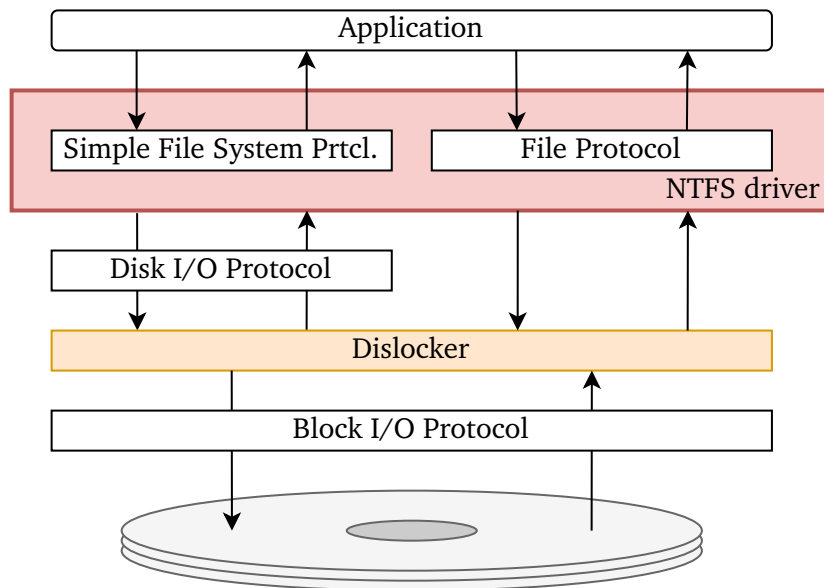 Application
Simple File System Prtcl.
File Protocol
NTFS driver
Disk I/O Protocol
Dislocker
Block I/O Protocol